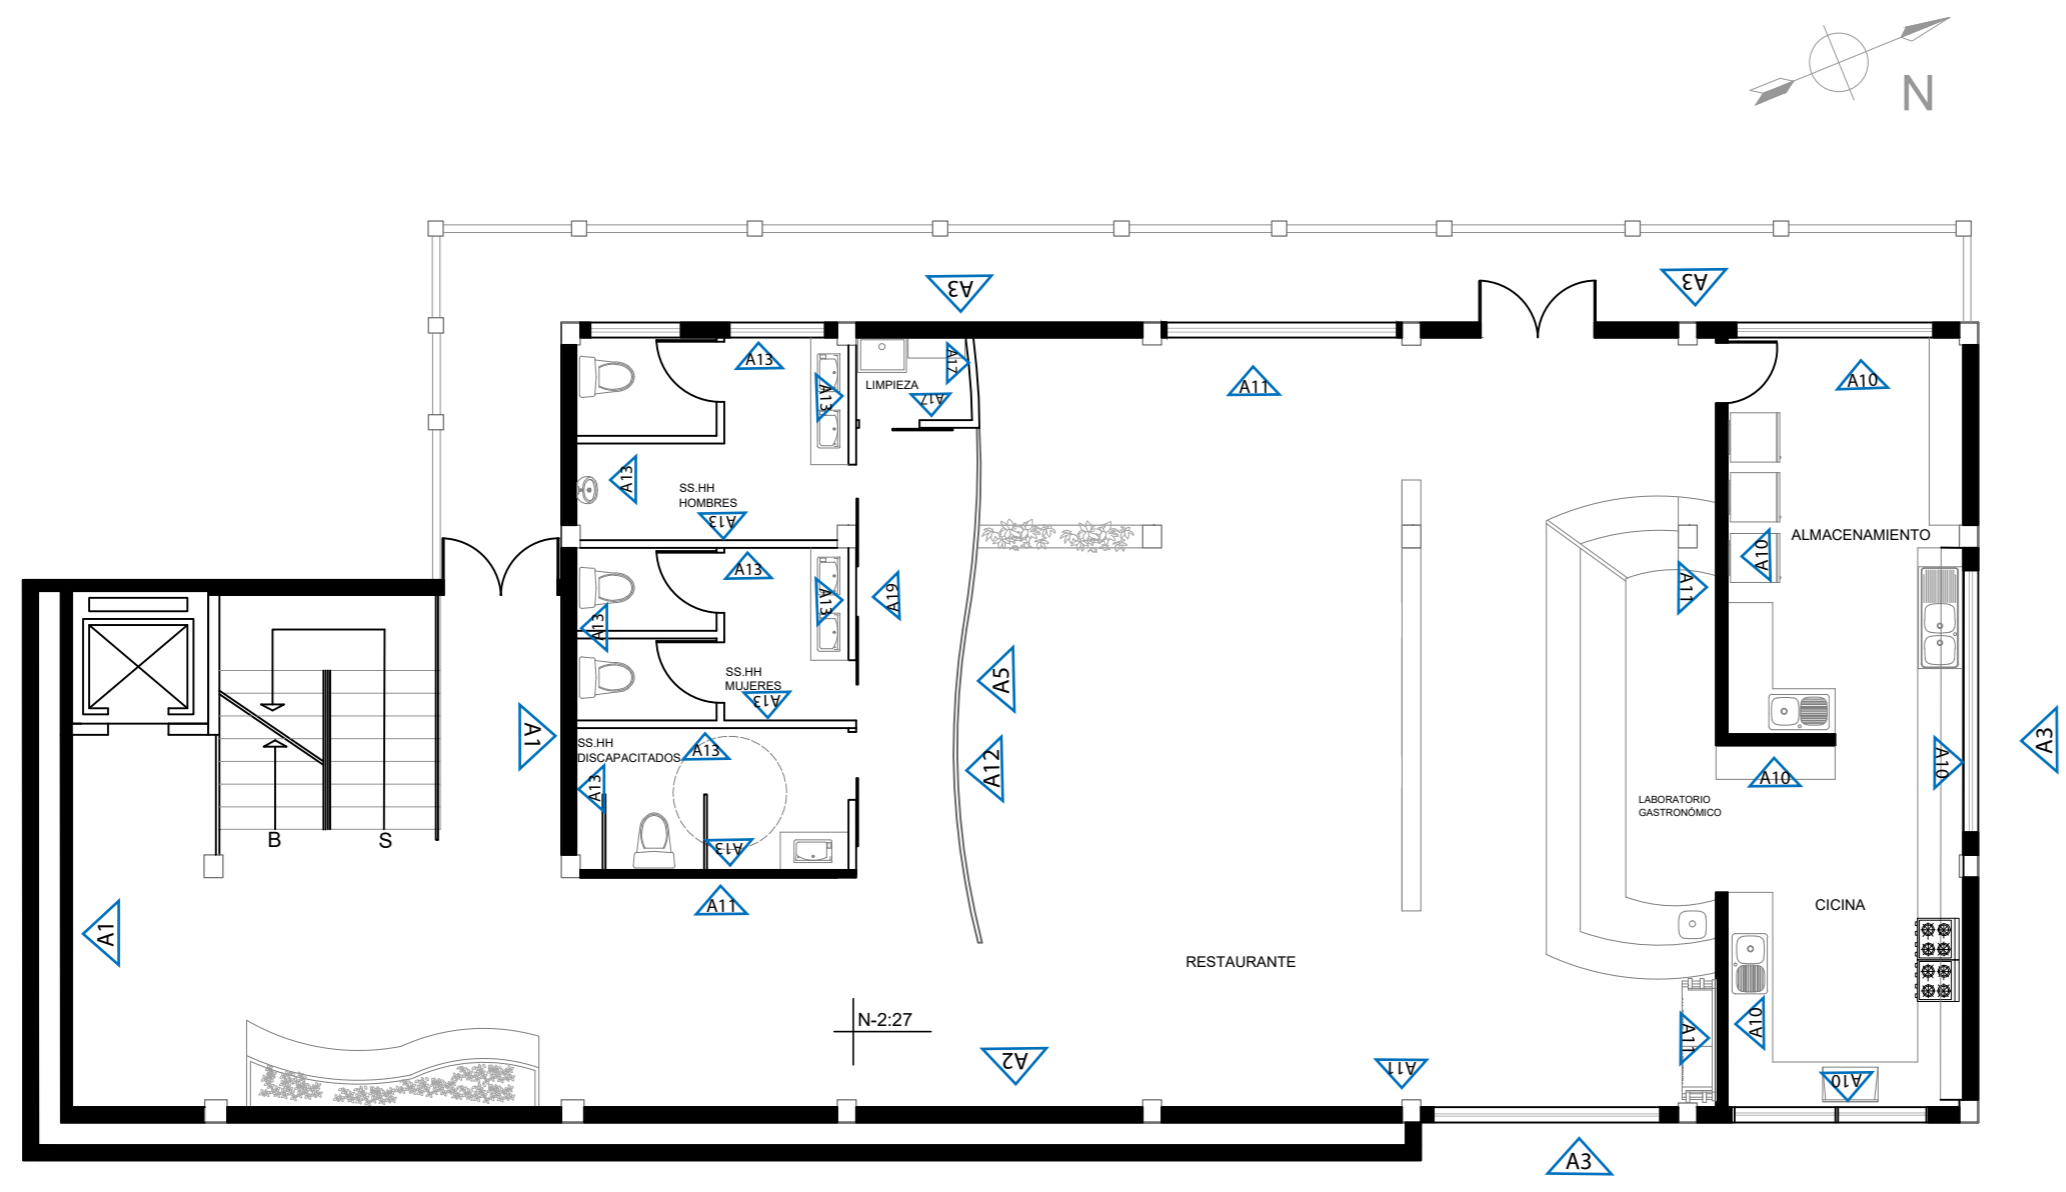 N
A3
A3
A13
A17
A13
LIMPIEZA
A17
A11
A10
A13
SS.HH
HOMBRES
A13
ALMACENAMIENTO
A10
A13
A13
A13
A19
A11
SS.HH
MUJERES
A13
A5
A1
SS.HH
DISCAPACITADOS
A13
A13
A12
A10
A10
A3
LABORATORIO
GASTRONÓMICO
B
S
A13
A11
CICINA
A1
RESTAURANTE
N-2:27
A10
A11
A2
A11
A10
A3